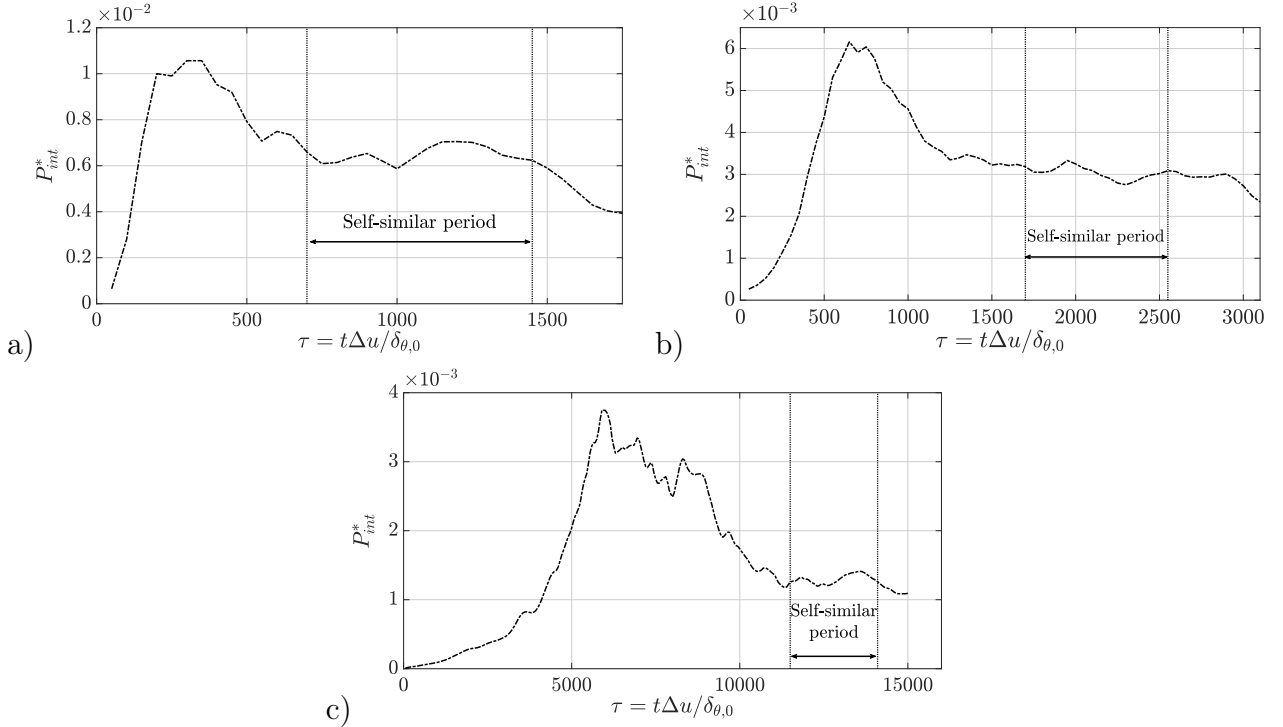 ×10⁻²
1.2
1
0.8
0.6
0.4
0.2
0
P*int
Self-similar period
0 500 1000 1500
τ = tΔu/δθ,0
a)
×10⁻³
6
5
4
3
2
1
0
P*int
Self-similar period
0 500 1000 1500 2000 2500 3000
τ = tΔu/δθ,0
b)
×10⁻³
4
3
2
1
0
P*int
Self-similar
period
0 5000 10000 15000
τ = tΔu/δθ,0
c)